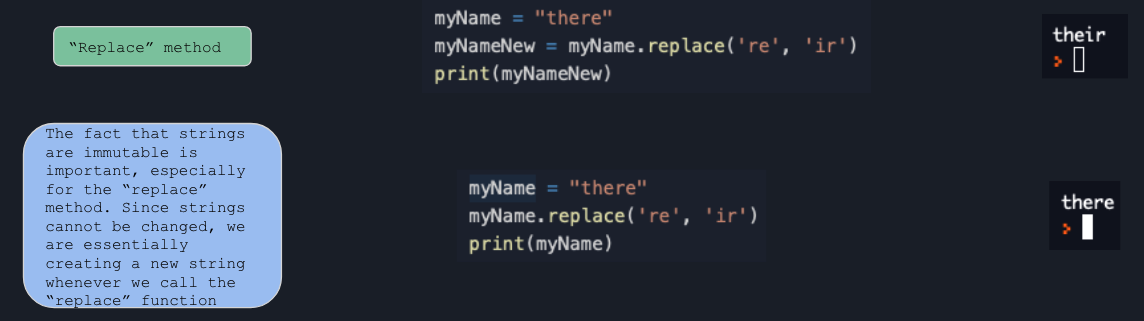 “Replace” method
myName = "there"
myNameNew = myName.replace('re', 'ir')
print(myNameNew)
their
>
The fact that strings
are immutable is
important, especially
for the “replace”
method. Since strings
cannot be changed, we
are essentially
creating a new string
whenever we call the
“replace” function
myName = "there"
myName.replace('re', 'ir')
print(myName)
there
>